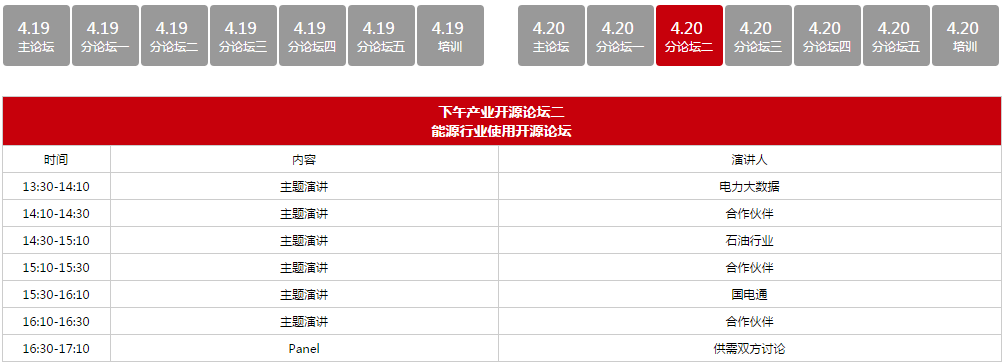 4.19 4.19 4.19 4.19 4.19 4.19 4.19 4.20 4.20 4.20 4.20 4.20 4.20 4.20
主论坛 分论坛一 分论坛二 分论坛三 分论坛四 分论坛五 培训 主论坛 分论坛一 分论坛二 分论坛三 分论坛四 分论坛五 培训
下午产业开源论坛二
能源行业使用开源论坛
时间 内容 演讲人
13:30-14:10 主题演讲 电力大数据
14:10-14:30 主题演讲 合作伙伴
14:30-15:10 主题演讲 石油行业
15:10-15:30 主题演讲 合作伙伴
15:30-16:10 主题演讲 国电通
16:10-16:30 主题演讲 合作伙伴
16:30-17:10 Panel 供需双方讨论